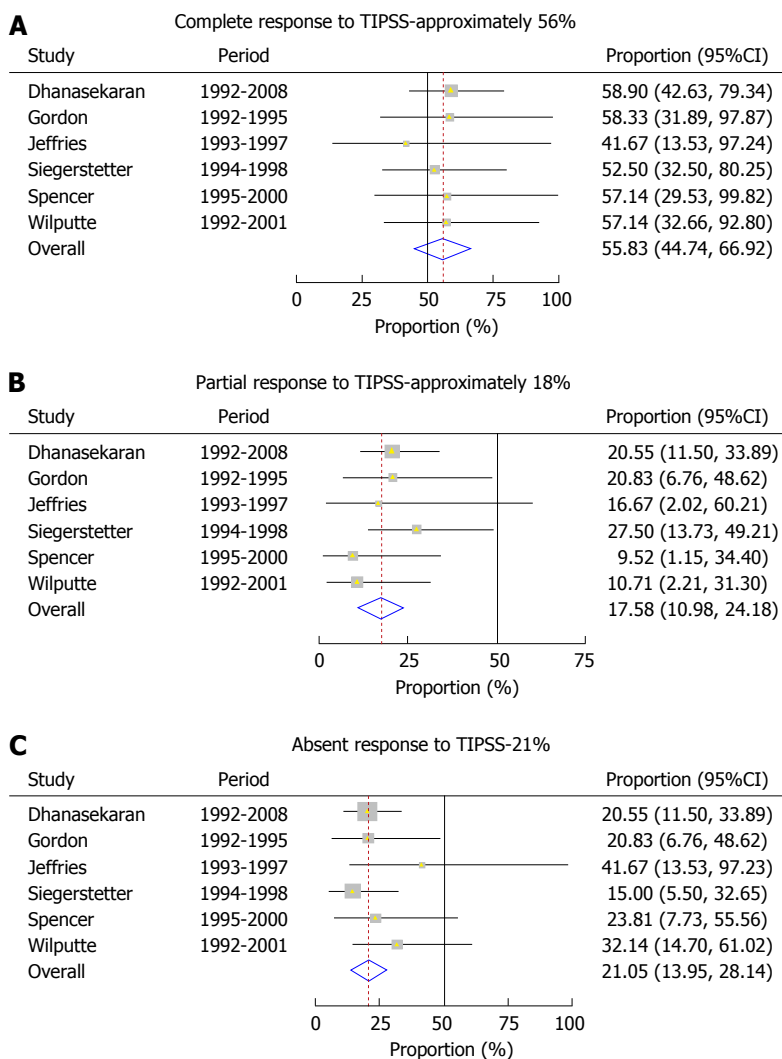 A
Complete response to TIPSS-approximately 56%
Study Period Proportion (95%CI)
Dhanasekaran 1992-2008 58.90 (42.63, 79.34)
Gordon 1992-1995 58.33 (31.89, 97.87)
Jeffries 1993-1997 41.67 (13.53, 97.24)
Siegerstetter 1994-1998 52.50 (32.50, 80.25)
Spencer 1995-2000 57.14 (29.53, 99.82)
Wilputte 1992-2001 57.14 (32.66, 92.80)
Overall 55.83 (44.74, 66.92)
0 25 50 75 100
Proportion (%)
B
Partial response to TIPSS-approximately 18%
Study Period Proportion (95%CI)
Dhanasekaran 1992-2008 20.55 (11.50, 33.89)
Gordon 1992-1995 20.83 (6.76, 48.62)
Jeffries 1993-1997 16.67 (2.02, 60.21)
Siegerstetter 1994-1998 27.50 (13.73, 49.21)
Spencer 1995-2000 9.52 (1.15, 34.40)
Wilputte 1992-2001 10.71 (2.21, 31.30)
Overall 17.58 (10.98, 24.18)
0 25 50 75
Proportion (%)
C
Absent response to TIPSS-21%
Study Period Proportion (95%CI)
Dhanasekaran 1992-2008 20.55 (11.50, 33.89)
Gordon 1992-1995 20.83 (6.76, 48.62)
Jeffries 1993-1997 41.67 (13.53, 97.23)
Siegerstetter 1994-1998 15.00 (5.50, 32.65)
Spencer 1995-2000 23.81 (7.73, 55.56)
Wilputte 1992-2001 32.14 (14.70, 61.02)
Overall 21.05 (13.95, 28.14)
0 25 50 75 100
Proportion (%)